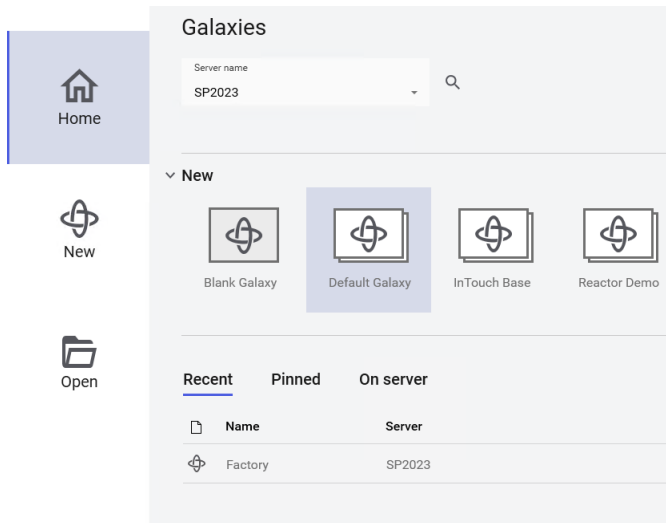 Galaxies
Server name
SP2023
Home
New
Blank Galaxy
Default Galaxy
InTouch Base
Reactor Demo
New
Open
Recent
Pinned
On server
Name
Server
Factory
SP2023